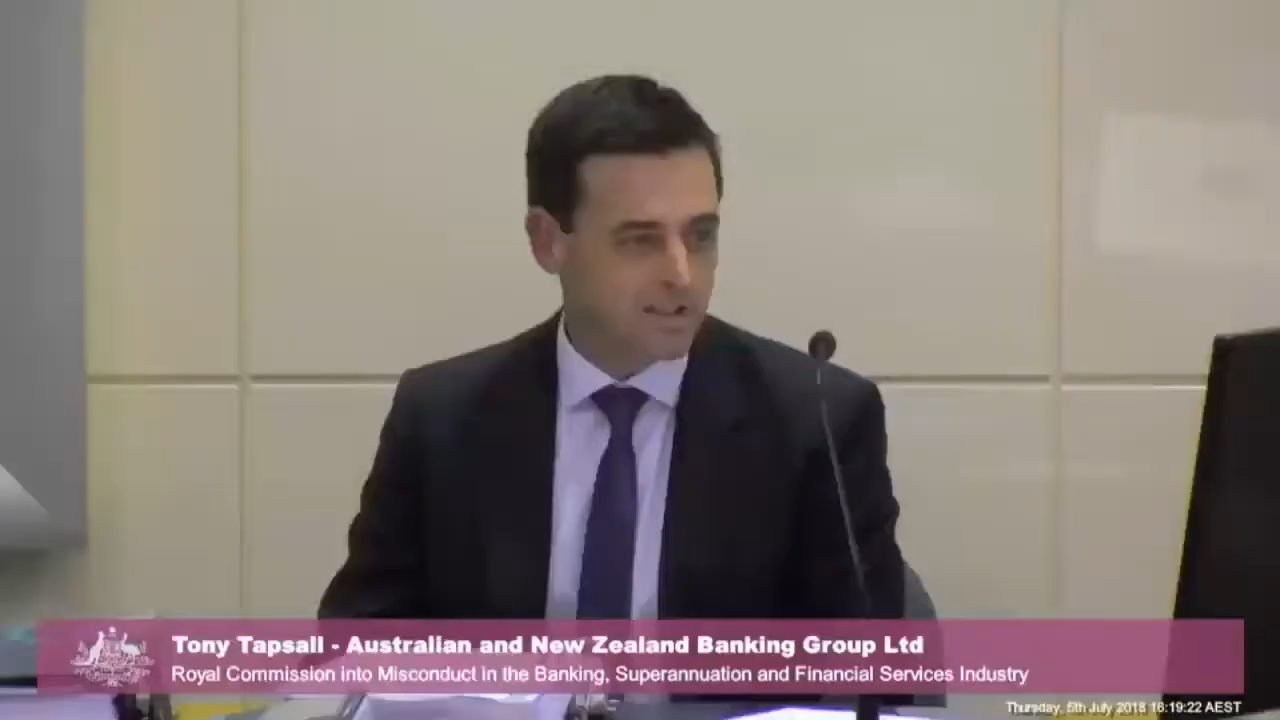 Tony Tapsall - Australian and New Zealand Banking Group Ltd
Royal Commission into Misconduct in the Banking, Superannuation and Financial Services Industry
Thursday, 5th July 2018 16:19:22 AEST